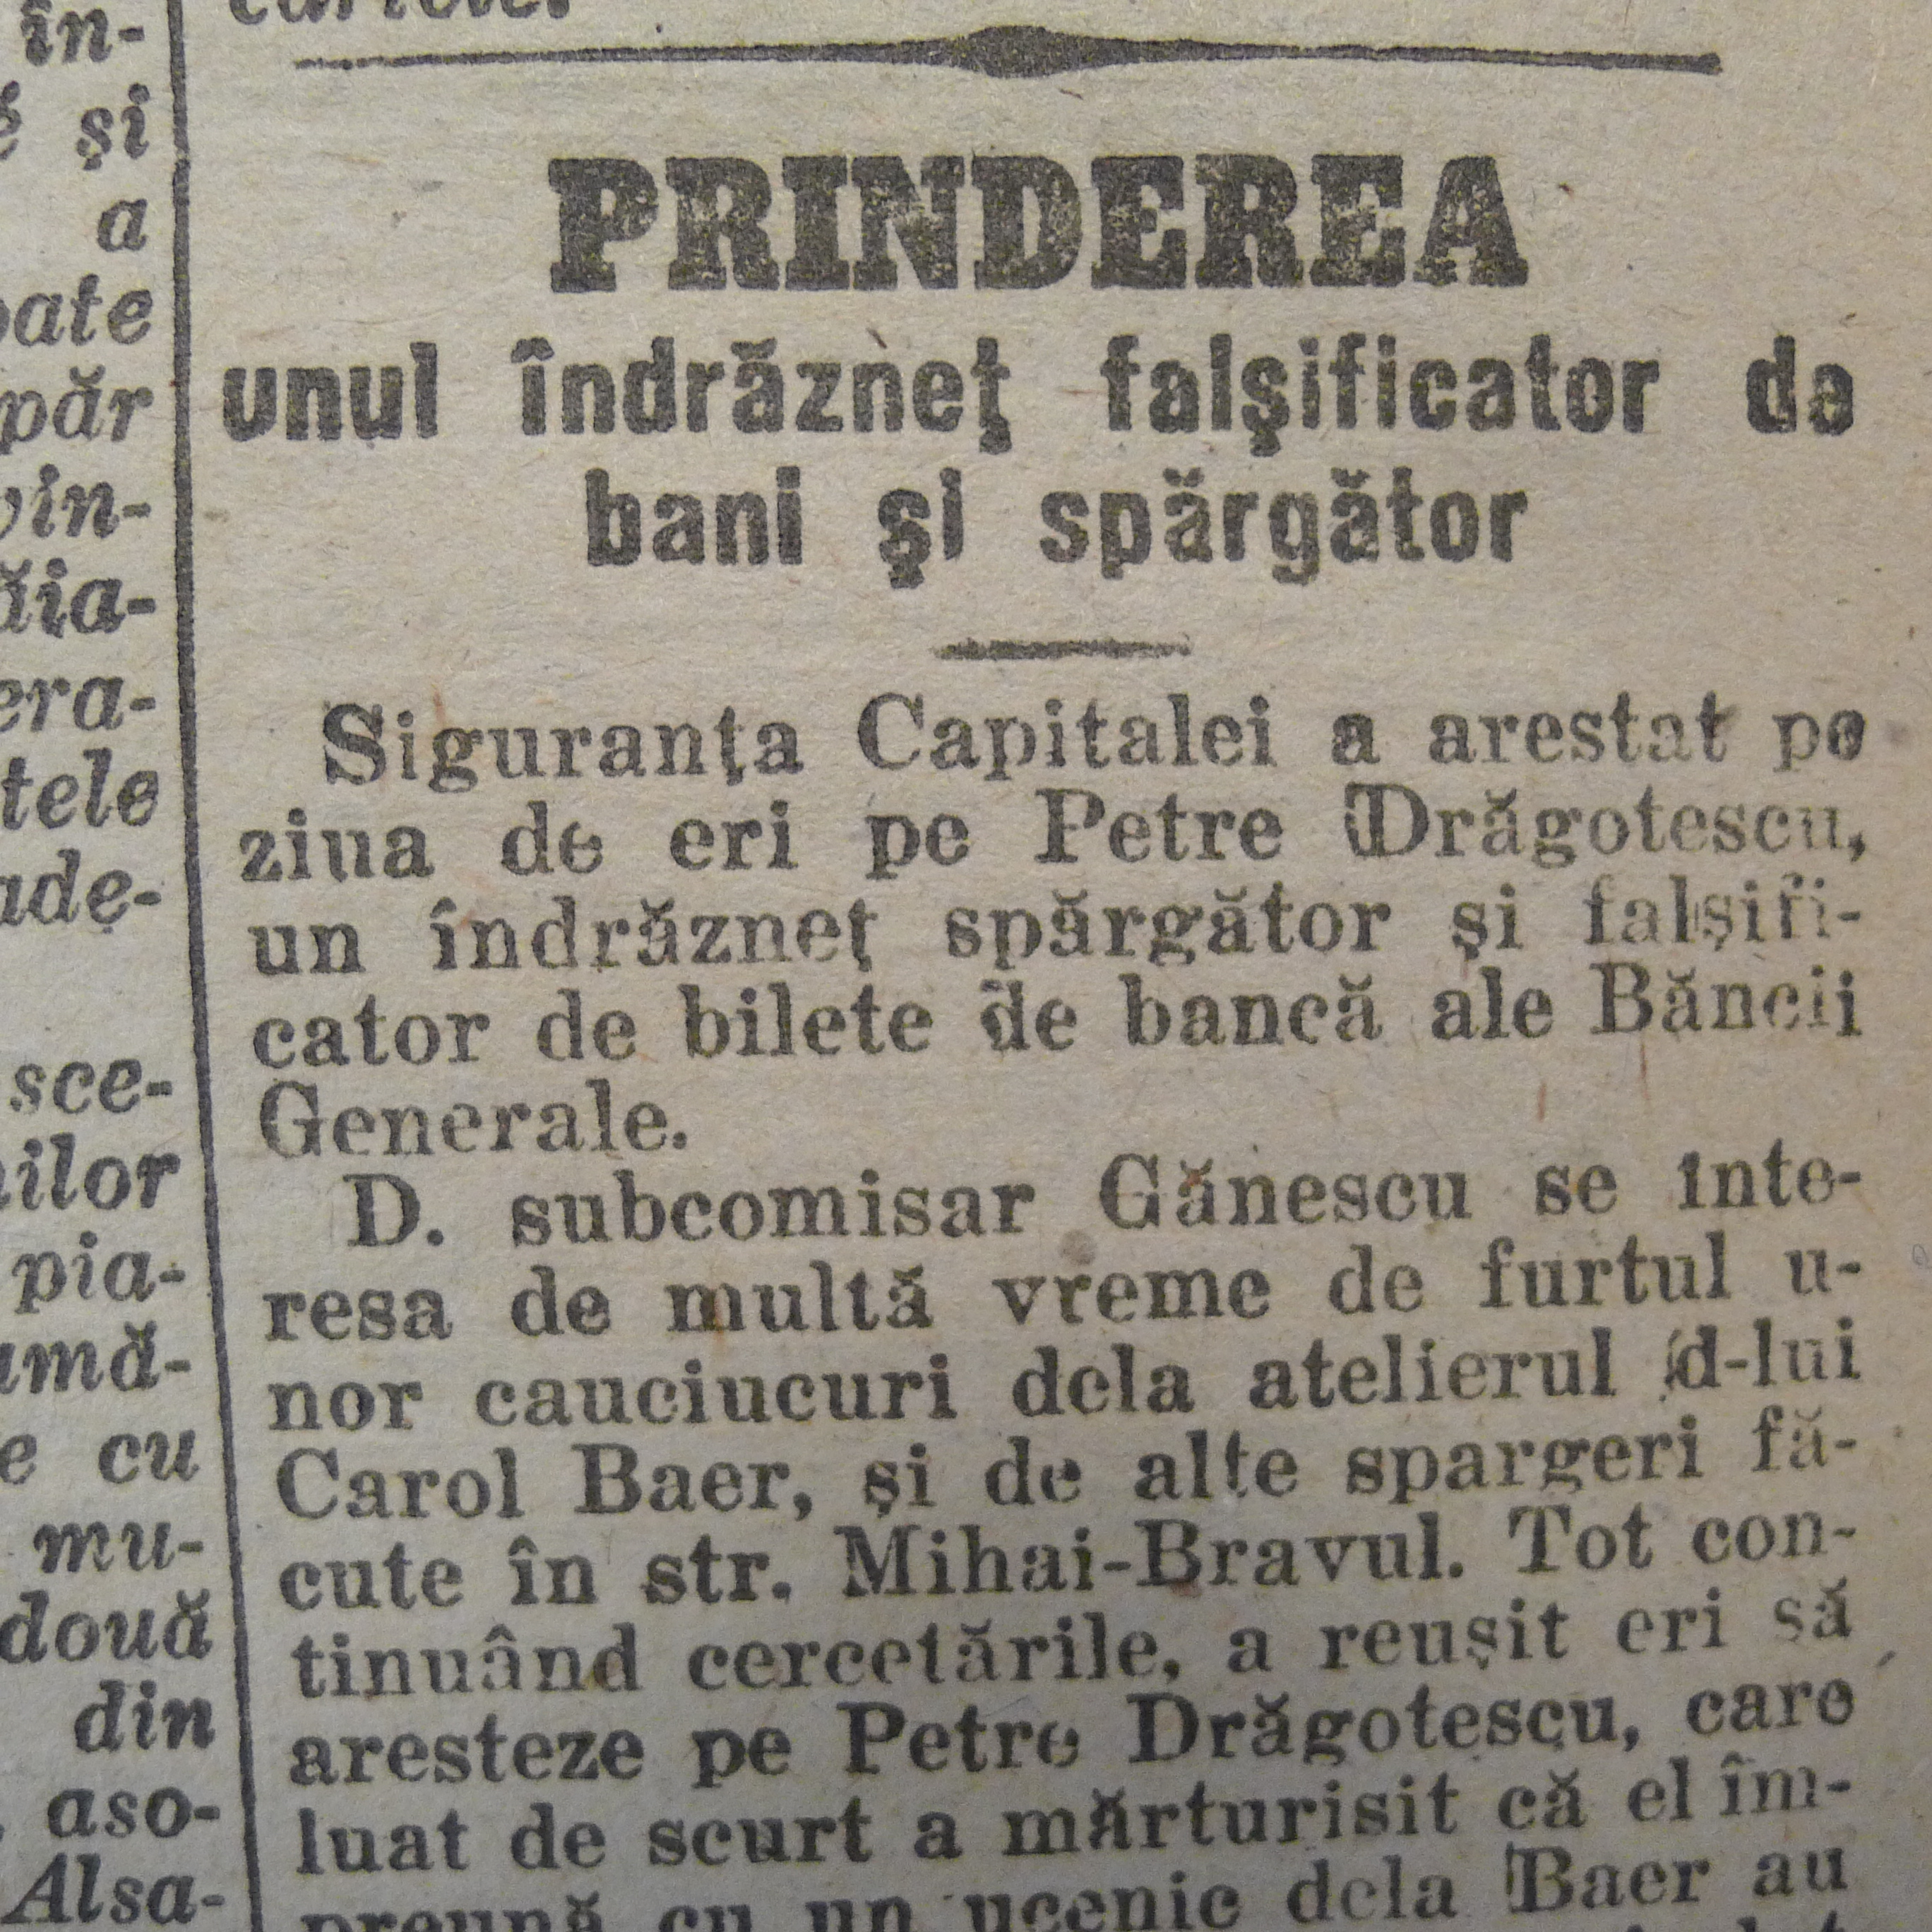 în-
și
a
ate
păr
vin-
ăia-
era-
tele
ade-
sce-
ilor
pia-
amă-
e cu
mu-
două
din
aso-
Alsa-
PRINDEREA
unui îndrăzneț falșificator de
bani și spărgător
Siguranța Capitalei a arestat pe
ziua de eri pe Petre Drăgotescu,
un îndrăzneț spărgător și falșifi-
cator de bilete de bancă ale Băncii
Generale.
D. subcomisar Gănescu se inte-
resa de multă vreme de furtul u-
nor cauciucuri dela atelierul d-lui
Carol Baer, și de alte spargeri fă-
cute în str. Mihai-Bravul. Tot con-
tinuând cercetările, a reușit eri să
aresteze pe Petre Drăgotescu, care
luat de scurt a mărturisit că el îm-
preună cu un ucenic dela Baer au